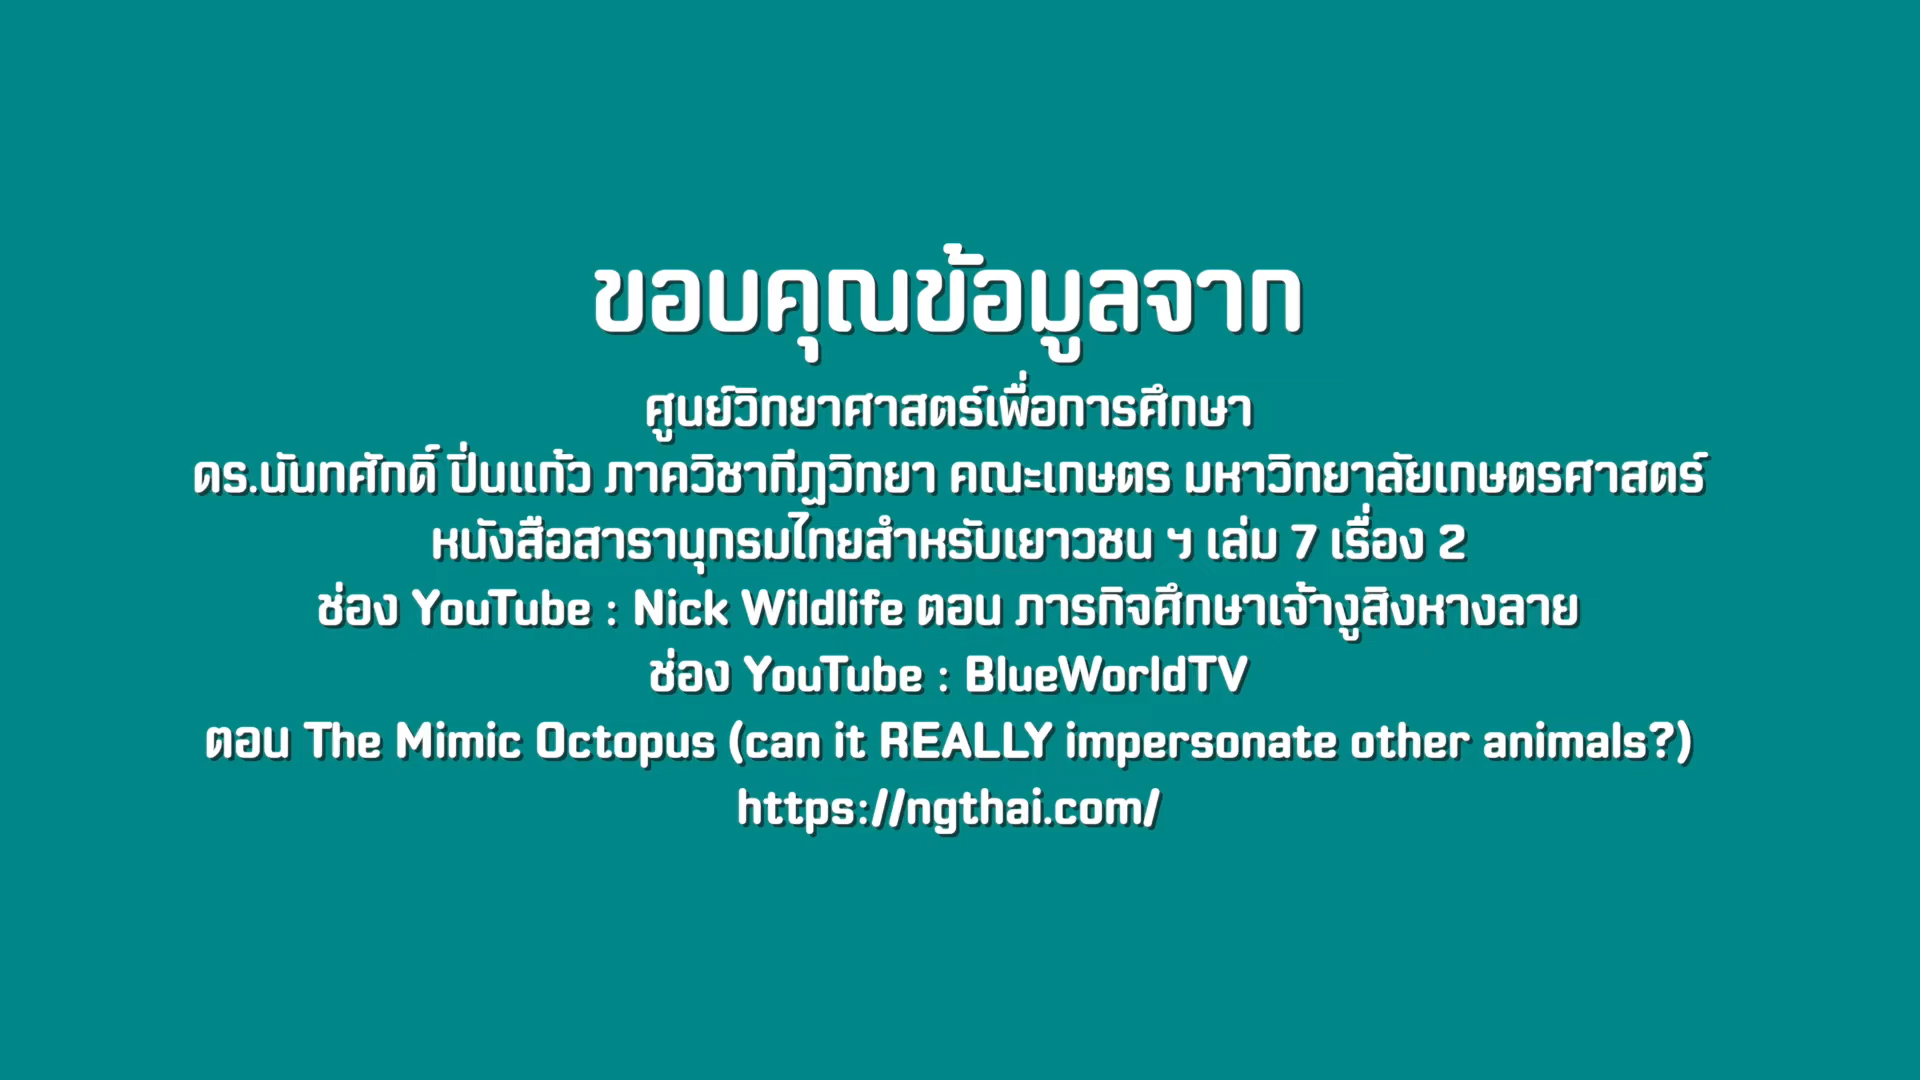 ขอบคุณข้อมูลจาก
ศูนย์วิทยาศาสตร์เพื่อการศึกษา
ดร.นันทศักดิ์ ปิ่นแก้ว ภาควิชากีฏวิทยา คณะเกษตร มหาวิทยาลัยเกษตรศาสตร์
หนังสือสารานุกรมไทยสำหรับเยาวชน ฯ เล่ม 7 เรื่อง 2
ช่อง YouTube : Nick Wildlife ตอน ภารกิจศึกษาเจ้างูสิงหางลาย
ช่อง YouTube : BlueWorldTV
ตอน The Mimic Octopus (can it REALLY impersonate other animals?)
https://ngthai.com/